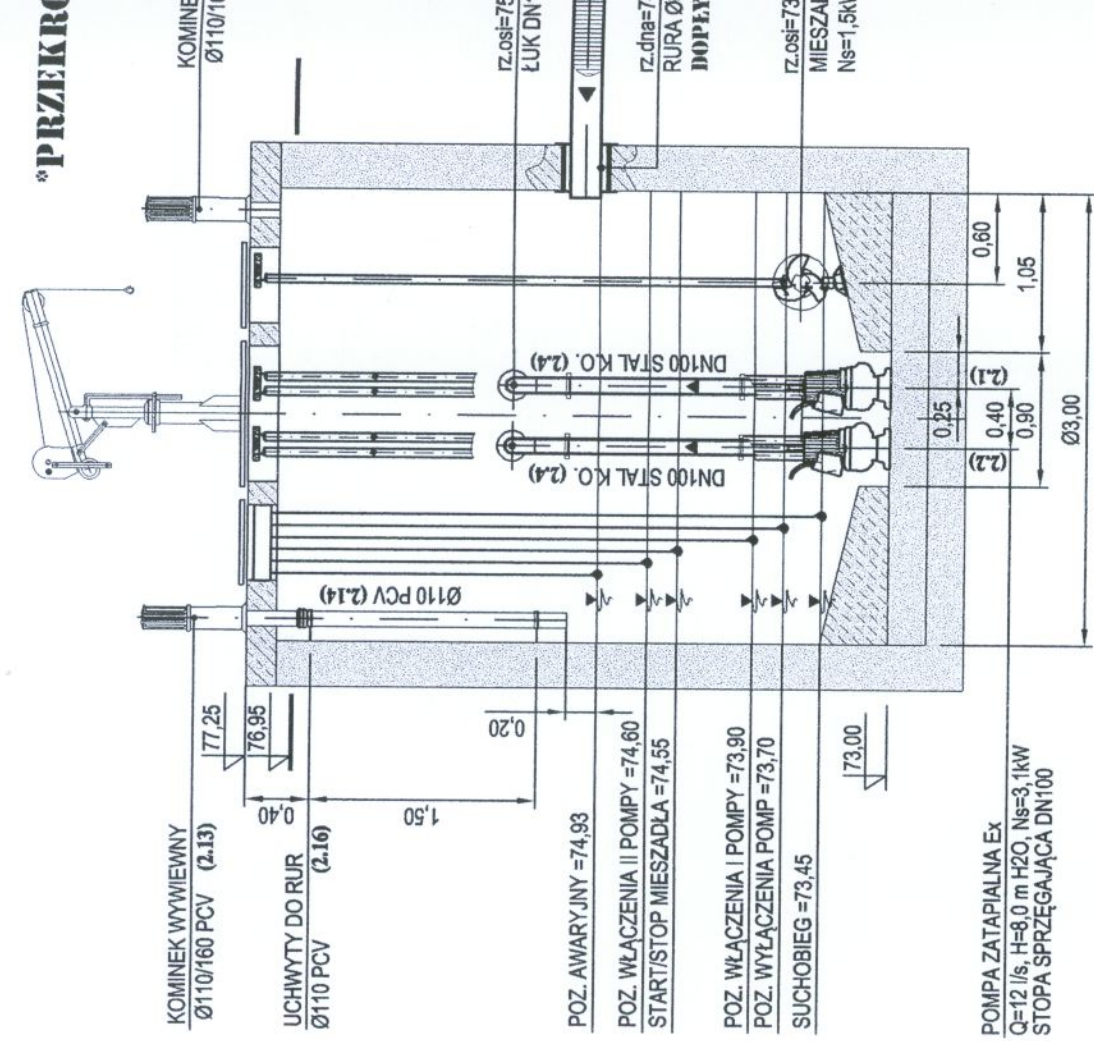 *PRZEKRO
KOMINE
Ø110/16
KOMINEK WYWIEWNY
Ø110/160 PCV (2.13)
77,25
76,95
0,40
UCHWYTY DO RUR
Ø110 PCV (2.16)
1,50
Ø110 PCV (2.14)
0,20
DN100 STAL K.O. (2.4)
DN100 STAL K.O. (2.4)
rz.osi=75
ŁUK DN1
rz.dna=7
RURA Ø
DOPŁY
rz.osi=73
MIESZA
Ns=1,5k
POZ. AWARYJNY =74,93
POZ. WŁĄCZENIA II POMPY =74,60
START/STOP MIESZADŁA =74,55
POZ. WŁĄCZENIA I POMPY =73,90
POZ. WYŁĄCZENIA POMP =73,70
SUCHOBIEG =73,45
73,00
(2.2)
(2.1)
0,25
0,40
0,90
0,60
1,05
Ø3,00
POMPA ZATAPIALNA Ex
Q=12 l/s, H=8,0 m H2O, Ns=3,1kW
STOPA SPRZĘGAJĄCA DN100